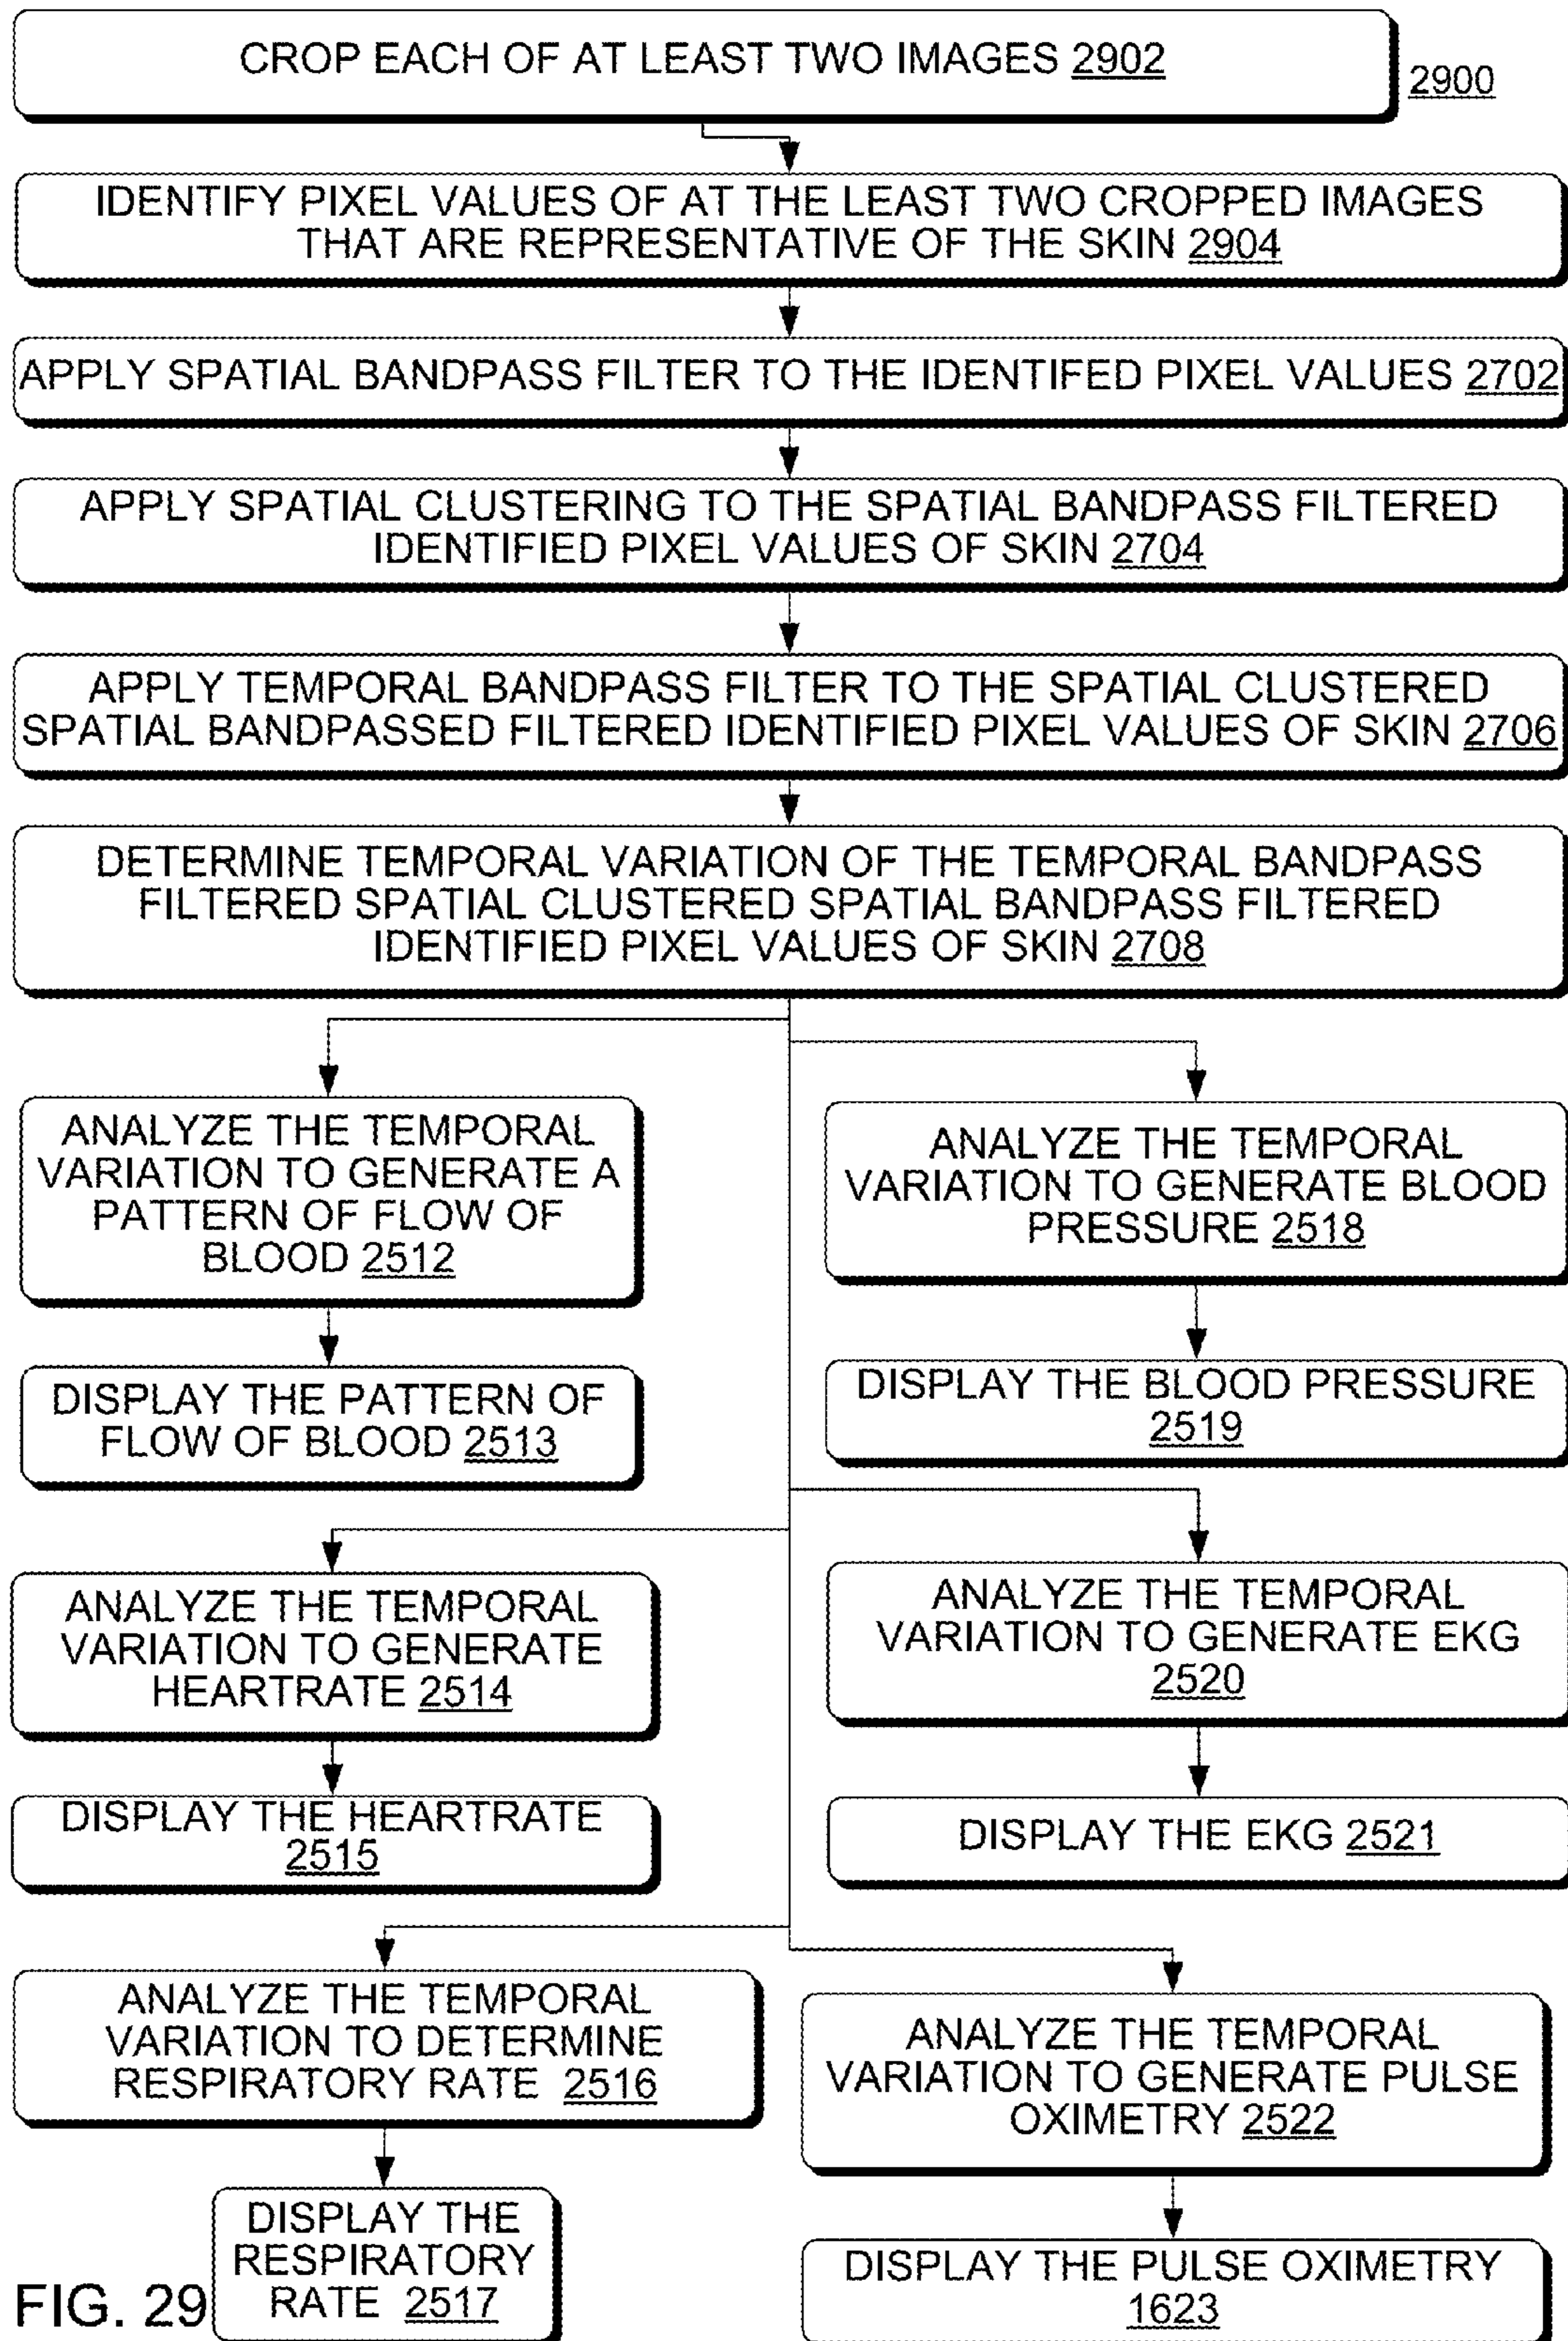 CROP EACH OF AT LEAST TWO IMAGES 2902
2900
IDENTIFY PIXEL VALUES OF AT THE LEAST TWO CROPPED IMAGES
THAT ARE REPRESENTATIVE OF THE SKIN 2904
APPLY SPATIAL BANDPASS FILTER TO THE IDENTIFED PIXEL VALUES 2702
APPLY SPATIAL CLUSTERING TO THE SPATIAL BANDPASS FILTERED
IDENTIFIED PIXEL VALUES OF SKIN 2704
APPLY TEMPORAL BANDPASS FILTER TO THE SPATIAL CLUSTERED
SPATIAL BANDPASSED FILTERED IDENTIFIED PIXEL VALUES OF SKIN 2706
DETERMINE TEMPORAL VARIATION OF THE TEMPORAL BANDPASS
FILTERED SPATIAL CLUSTERED SPATIAL BANDPASS FILTERED
IDENTIFIED PIXEL VALUES OF SKIN 2708
ANALYZE THE TEMPORAL
VARIATION TO GENERATE A
PATTERN OF FLOW OF
BLOOD 2512
ANALYZE THE TEMPORAL
VARIATION TO GENERATE BLOOD
PRESSURE 2518
DISPLAY THE PATTERN OF
FLOW OF BLOOD 2513
DISPLAY THE BLOOD PRESSURE
2519
ANALYZE THE TEMPORAL
VARIATION TO GENERATE
HEARTRATE 2514
ANALYZE THE TEMPORAL
VARIATION TO GENERATE EKG
2520
DISPLAY THE HEARTRATE
2515
DISPLAY THE EKG 2521
ANALYZE THE TEMPORAL
VARIATION TO DETERMINE
RESPIRATORY RATE 2516
ANALYZE THE TEMPORAL
VARIATION TO GENERATE PULSE
OXIMETRY 2522
DISPLAY THE
RESPIRATORY
RATE 2517
DISPLAY THE PULSE OXIMETRY
1623
FIG. 29